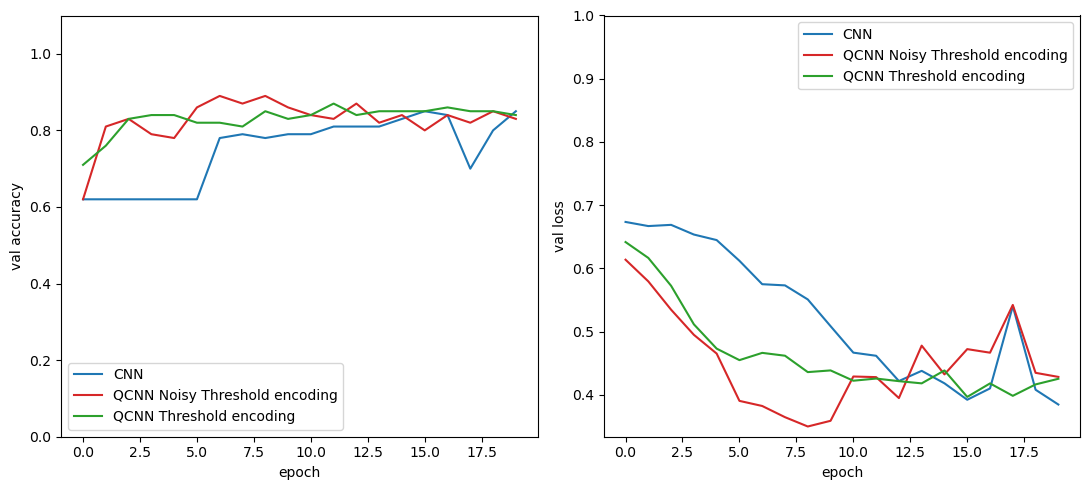 1.0
0.8
0.6
0.4
0.2
0.0
val accuracy
CNN
QCNN Noisy Threshold encoding
QCNN Threshold encoding
0.0 2.5 5.0 7.5 10.0 12.5 15.0 17.5
epoch
1.0
0.9
0.8
0.7
0.6
0.5
0.4
val loss
CNN
QCNN Noisy Threshold encoding
QCNN Threshold encoding
0.0 2.5 5.0 7.5 10.0 12.5 15.0 17.5
epoch